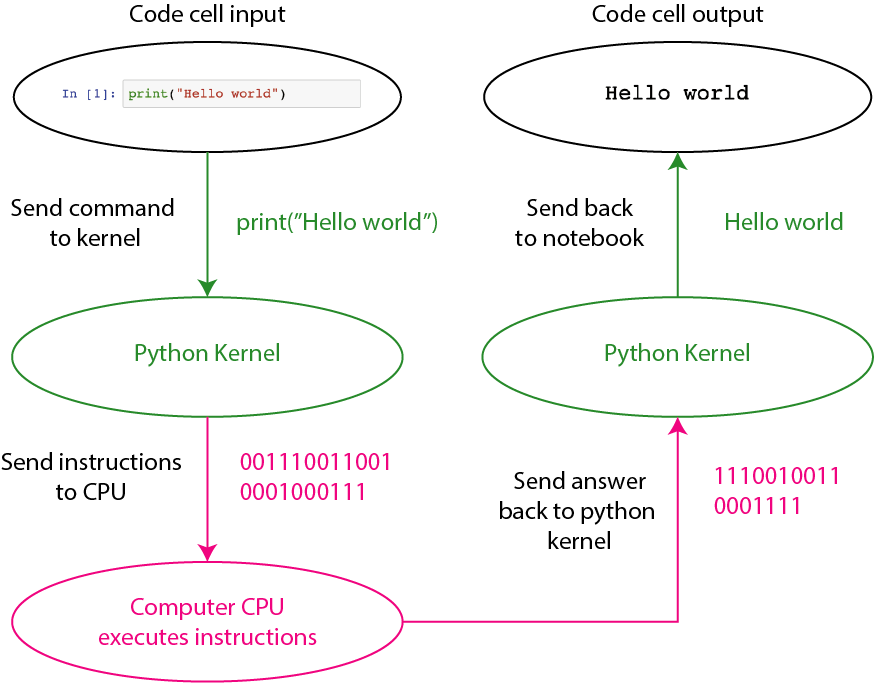 Code cell input
In [1]: print("Hello world")
Send command
to kernel
print(”Hello world”)
Python Kernel
Send instructions
to CPU
001110011001
0001000111
Computer CPU
executes instructions
Code cell output
Hello world
Send back
to notebook
Hello world
Python Kernel
Send answer
back to python
kernel
1110010011
0001111